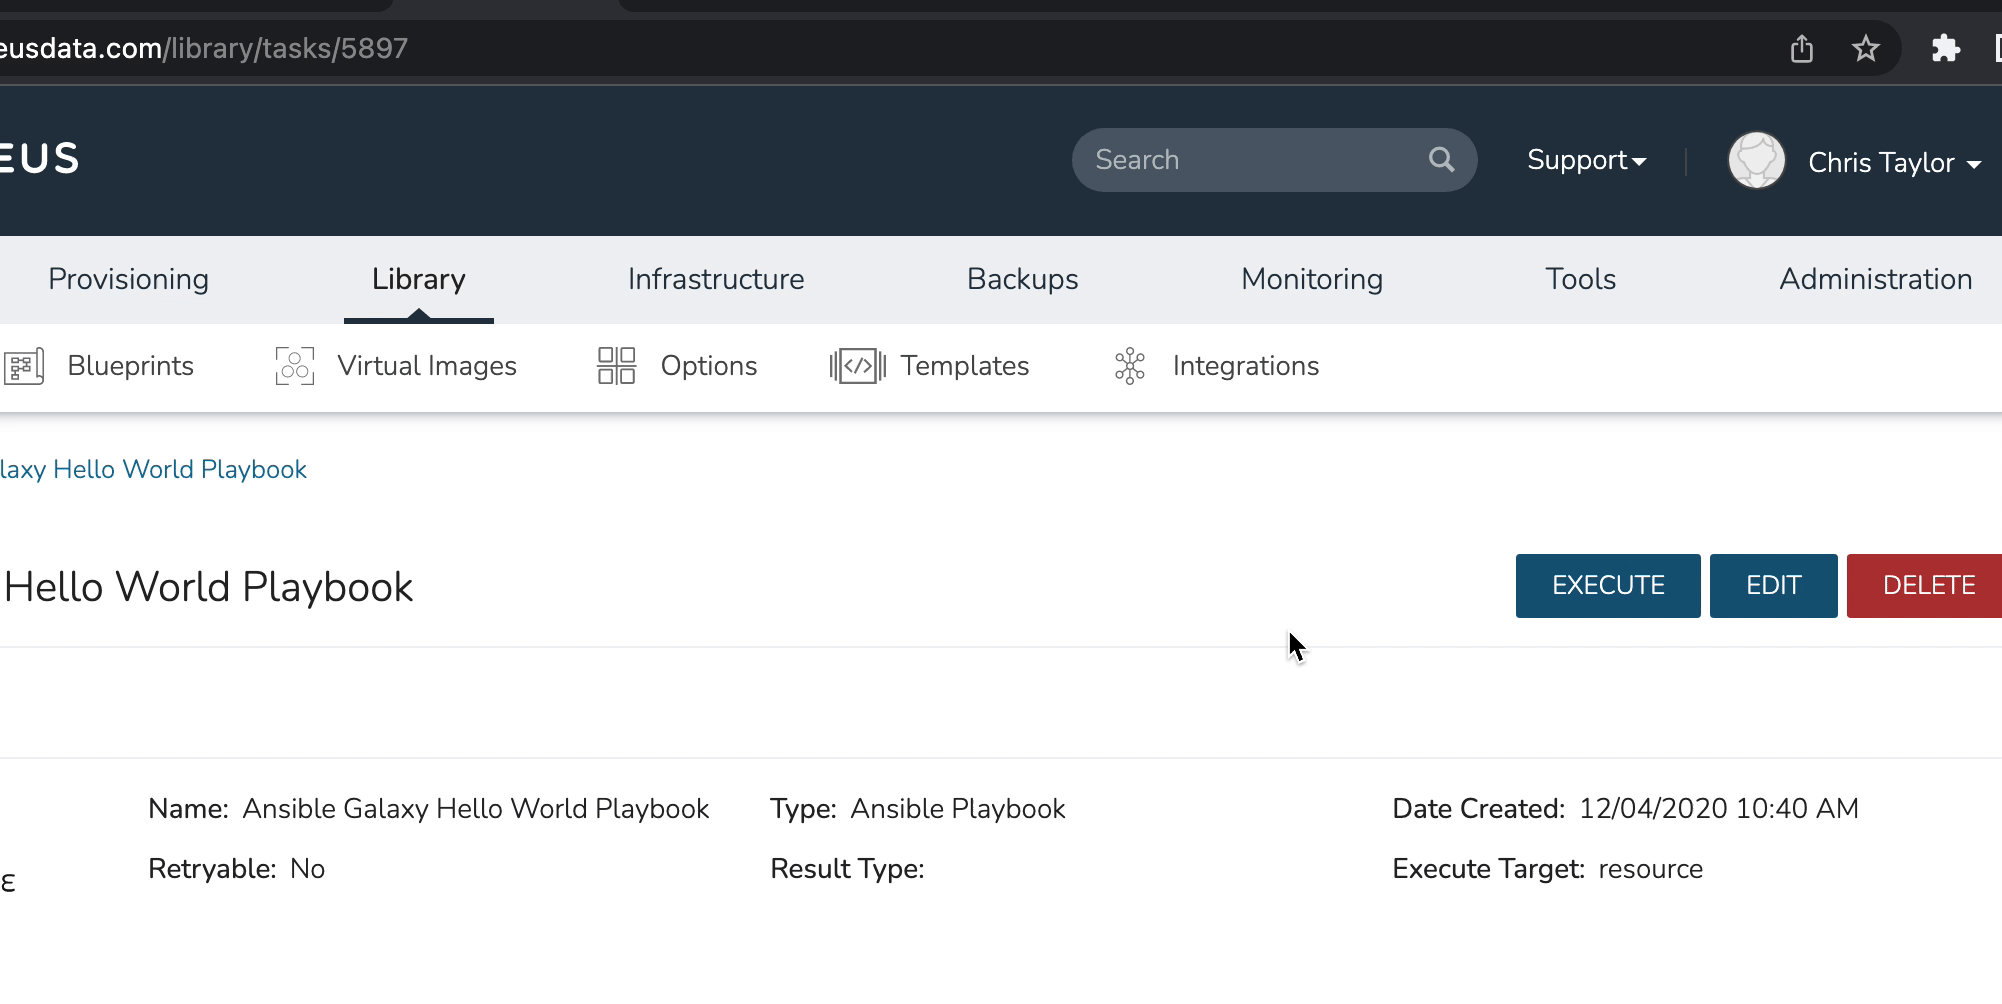 eusdata.com/library/tasks/5897
EUS
Search
Support
Chris Taylor
Provisioning
Library
Infrastructure
Backups
Monitoring
Tools
Administration
Blueprints
Virtual Images
Options
Templates
Integrations
laxy Hello World Playbook
Hello World Playbook
EXECUTE
EDIT
DELETE
Name: Ansible Galaxy Hello World Playbook
Type: Ansible Playbook
Date Created: 12/04/2020 10:40 AM
Retryable: No
Result Type:
Execute Target: resource